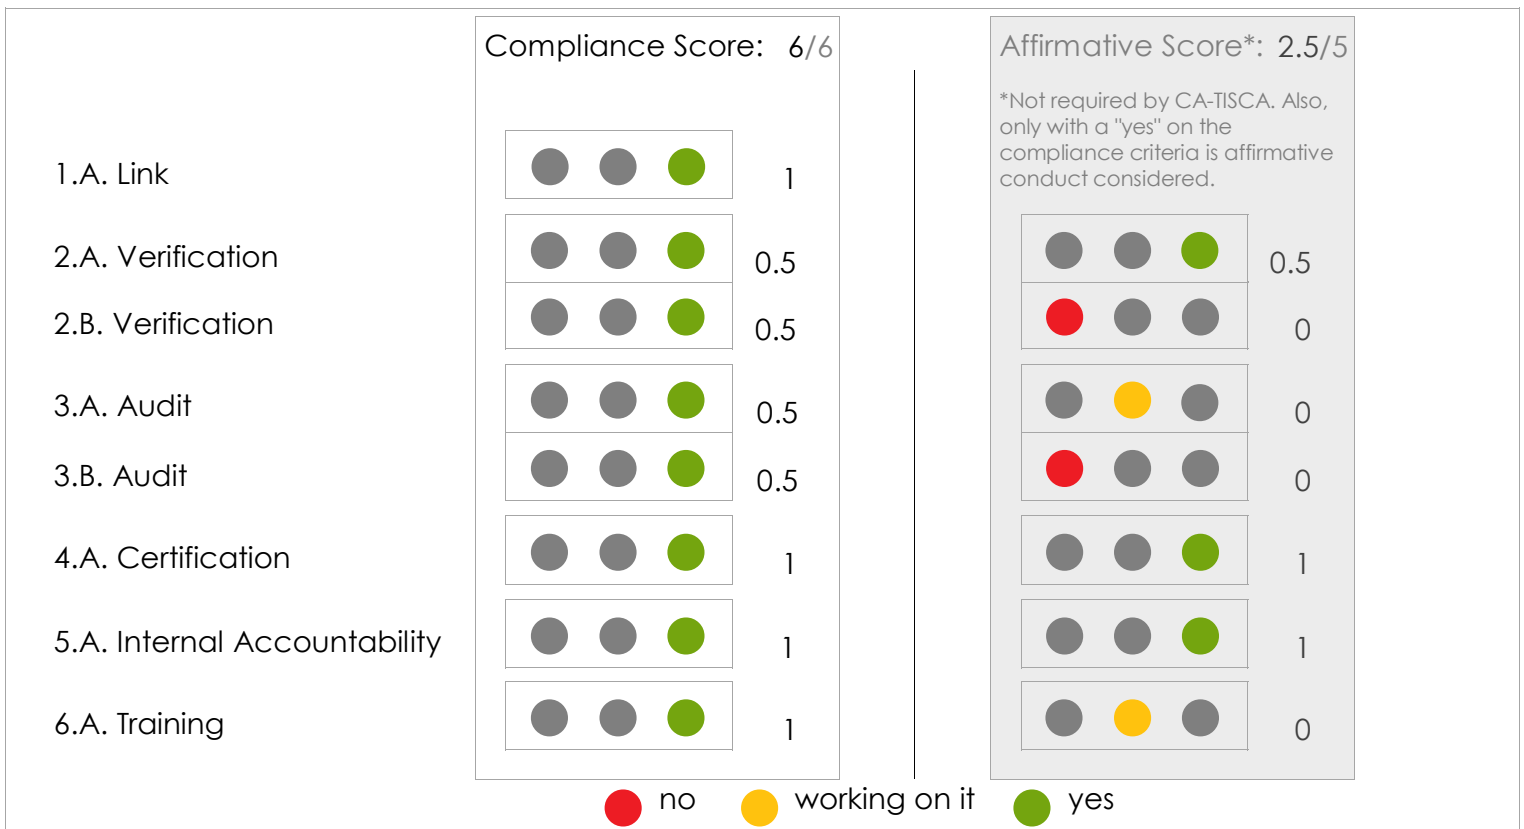 Compliance Score: 6/6
Affirmative Score*: 2.5/5
*Not required by CA-TISCA. Also,
only with a "yes" on the
compliance criteria is affirmative
conduct considered.
1.A. Link 1
2.A. Verification 0.5 0.5
2.B. Verification 0.5 0
3.A. Audit 0.5 0
3.B. Audit 0.5 0
4.A. Certification 1 1
5.A. Internal Accountability 1 1
6.A. Training 1 0
no working on it yes